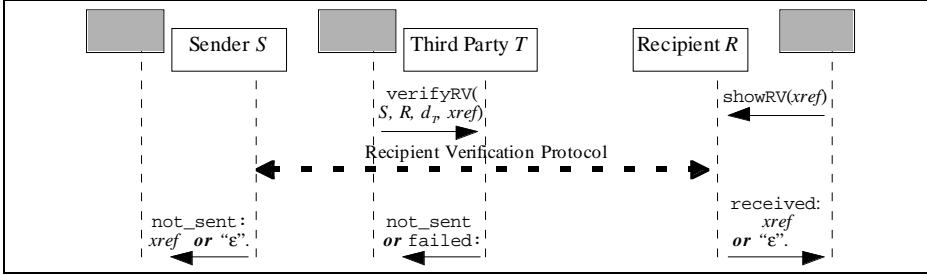 Sender S
Third Party T
Recipient R
verifyRV(
S, R, d_T, xref)
showRV(xref)
Recipient Verification Protocol
not_sent:
xref or “ε”.
not_sent
or failed:
received:
xref
or “ε”.